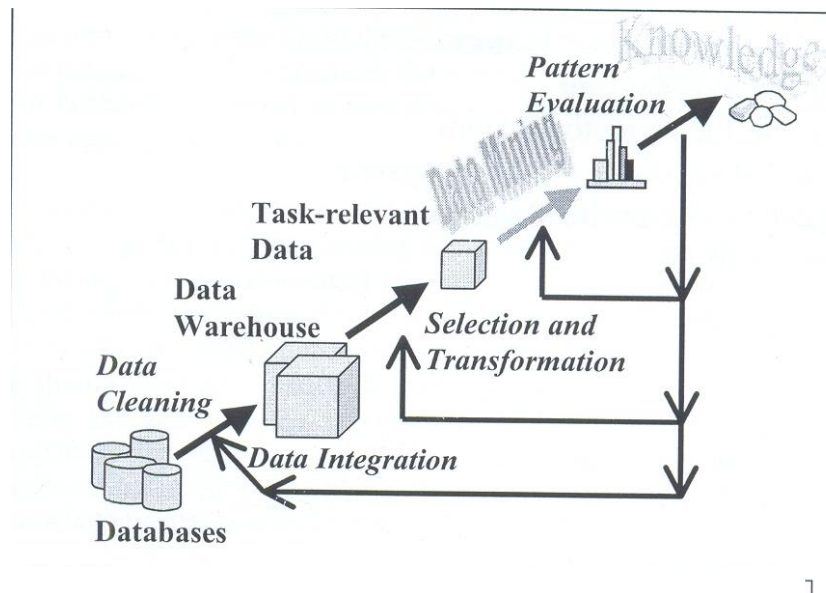 Knowledge
Pattern
Evaluation
Data Mining
Task-relevant
Data
Data
Warehouse
Selection and
Transformation
Data
Cleaning
Data Integration
Databases